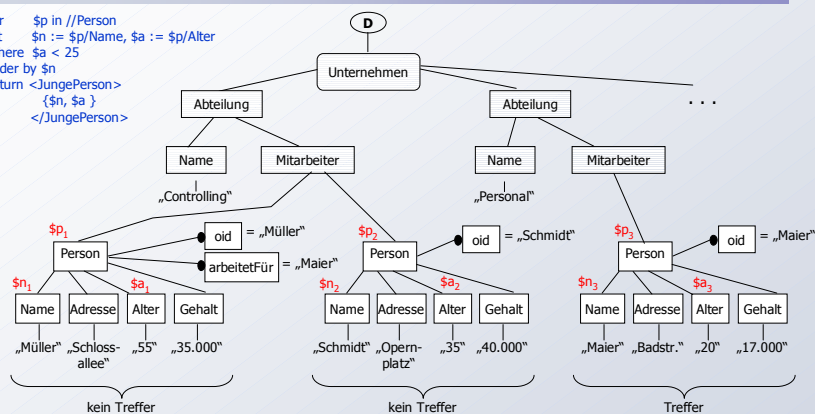 r $p in //Person
t $n := $p/Name, $a := $p/Alter
here $a < 25
der by $n
turn <JungePerson>
{$n, $a }
</JungePerson>
D
Unternehmen
Abteilung Abteilung . . .
Name Mitarbeiter Name Mitarbeiter
„Controlling“ „Personal“
$p1 oid = „Müller“ $p2 oid = „Schmidt“ $p3 oid = „Maier“
Person arbeitetFür = „Maier“ Person Person
$n1 $a1 $n2 $a2 $n3 $a3
Name Adresse Alter Gehalt Name Adresse Alter Gehalt Name Adresse Alter Gehalt
„Müller“ „Schloss- „55“ „35.000“ „Schmidt“ „Opern- „35“ „40.000“ „Maier“ „Badstr.“ „20“ „17.000“
allee“ platz“
kein Treffer kein Treffer Treffer